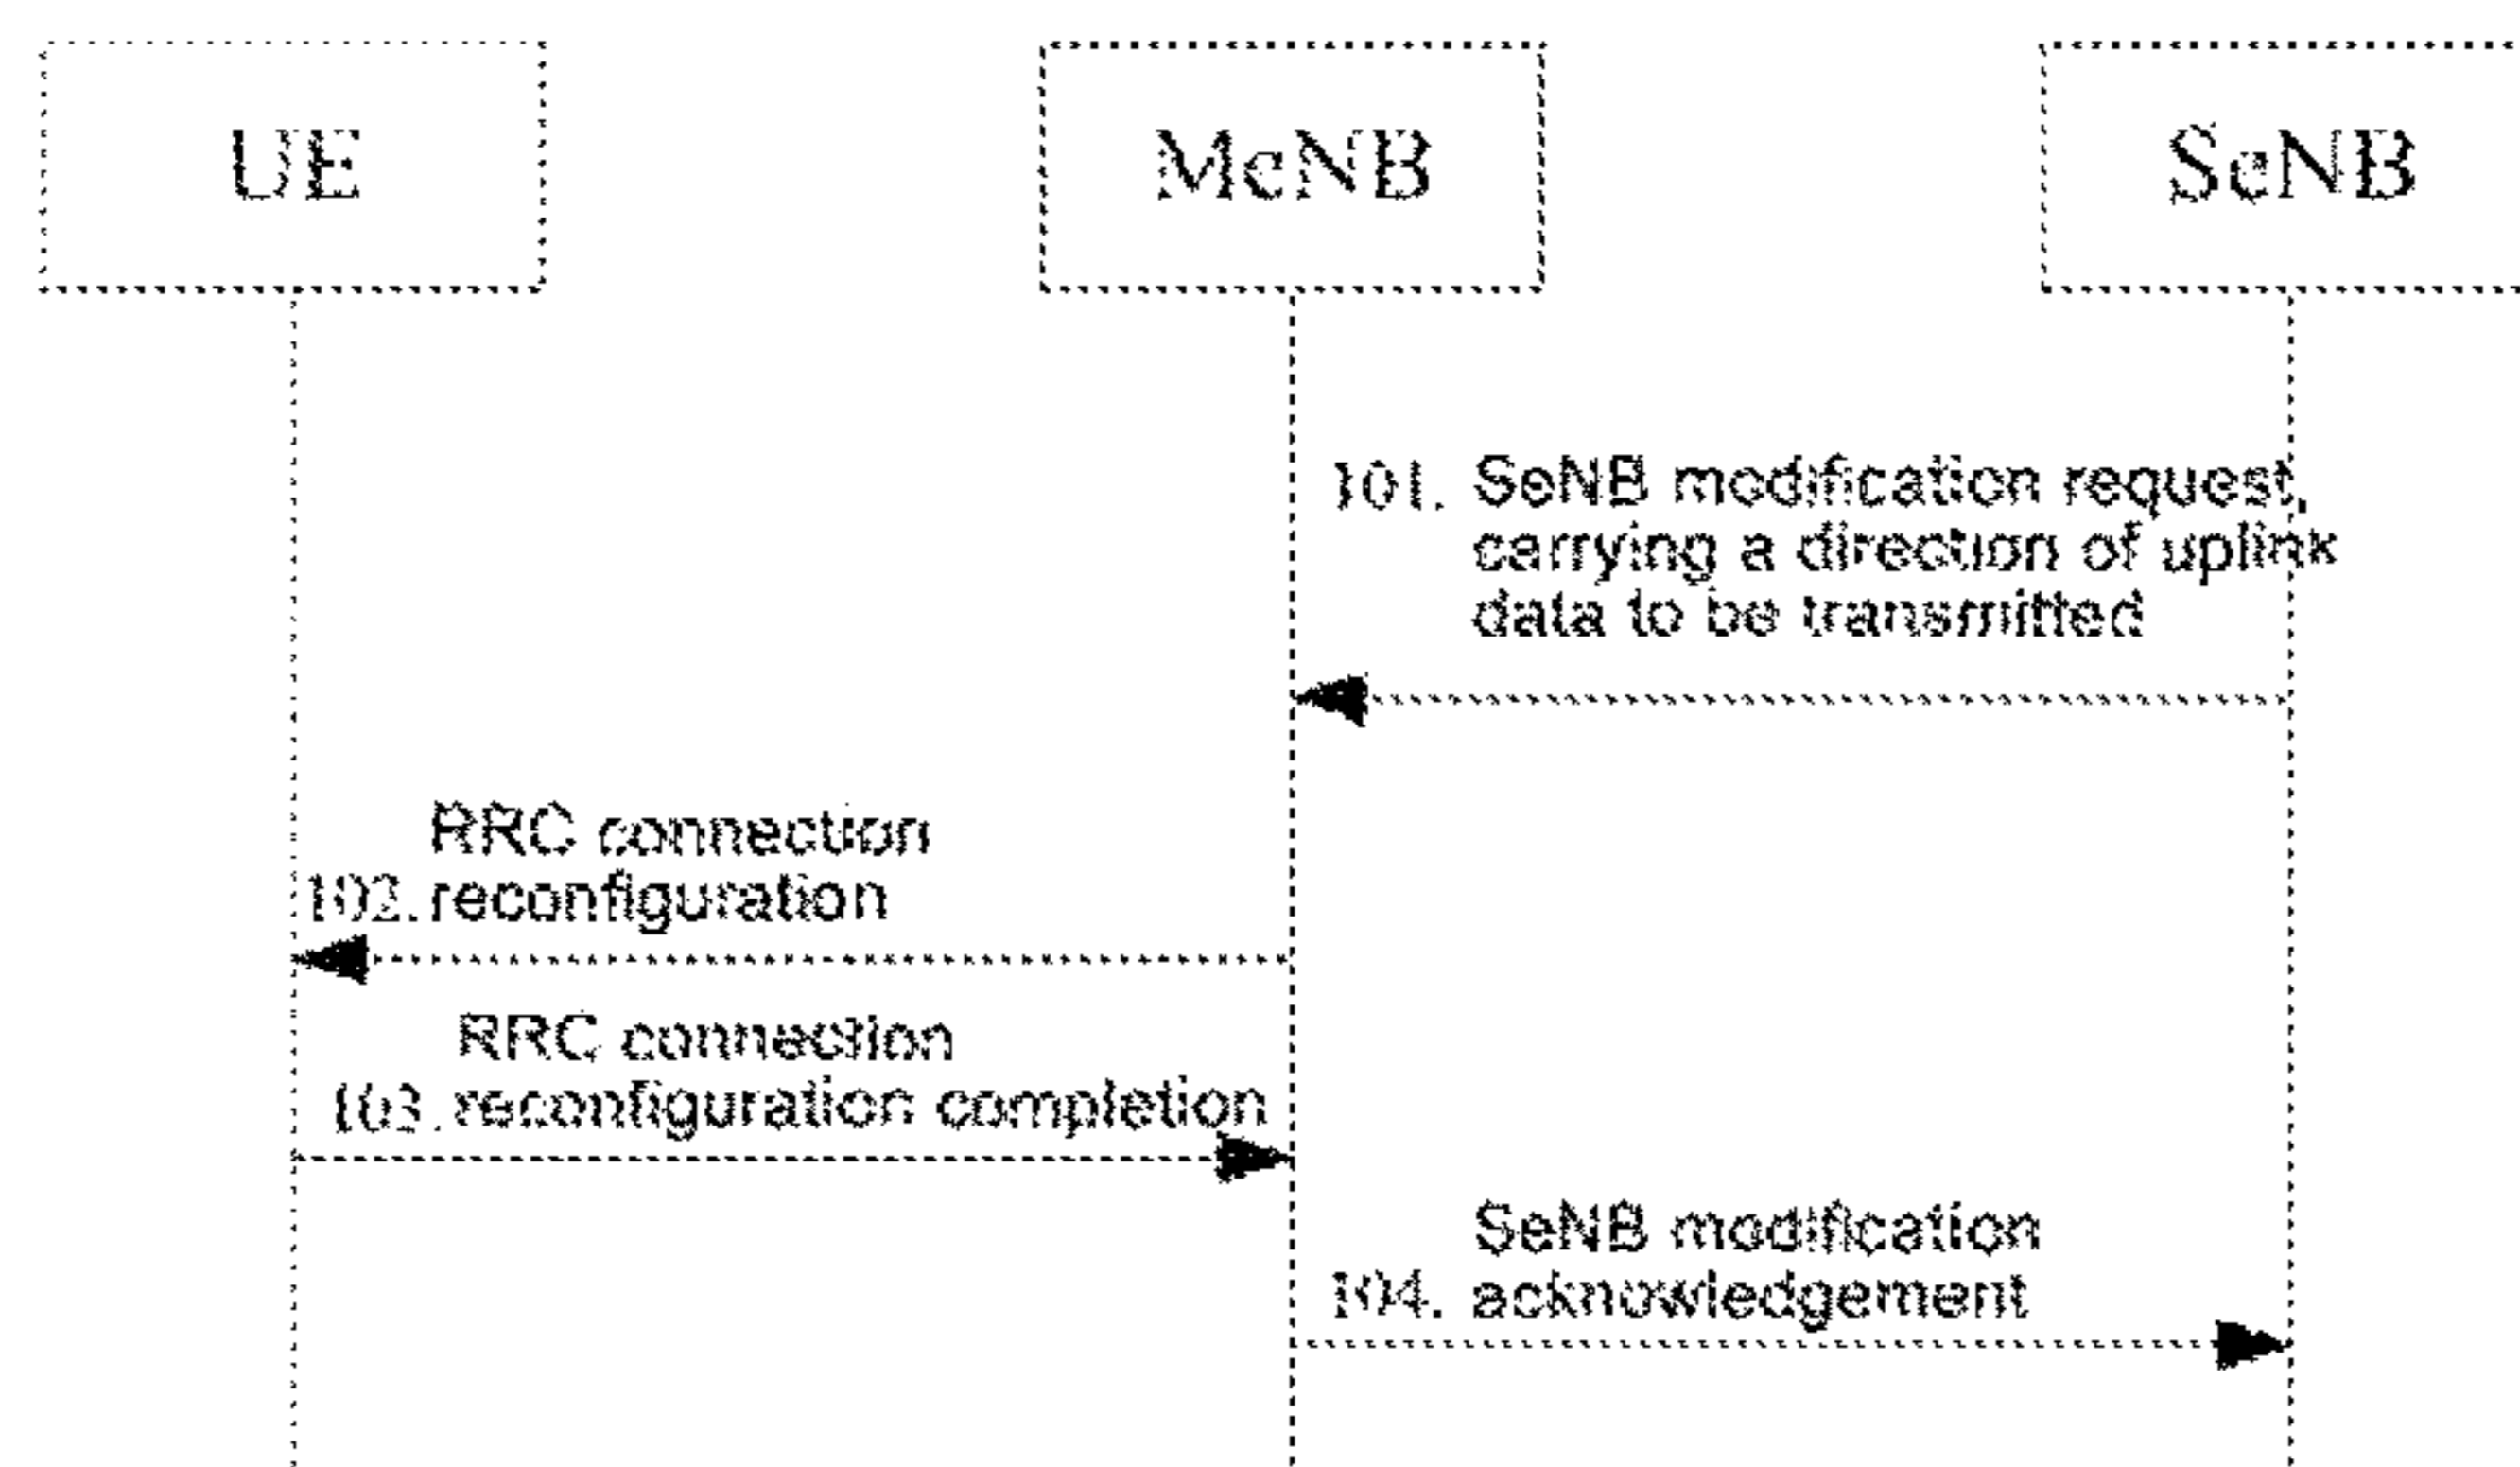 UE
MeNB
SeNB
101. SeNB modification request,
carrying a direction of uplink
data to be transmitted
RRC connection
102. reconfiguration
RRC connection
103. reconfiguration completion
SeNB modification
104. acknowledgement